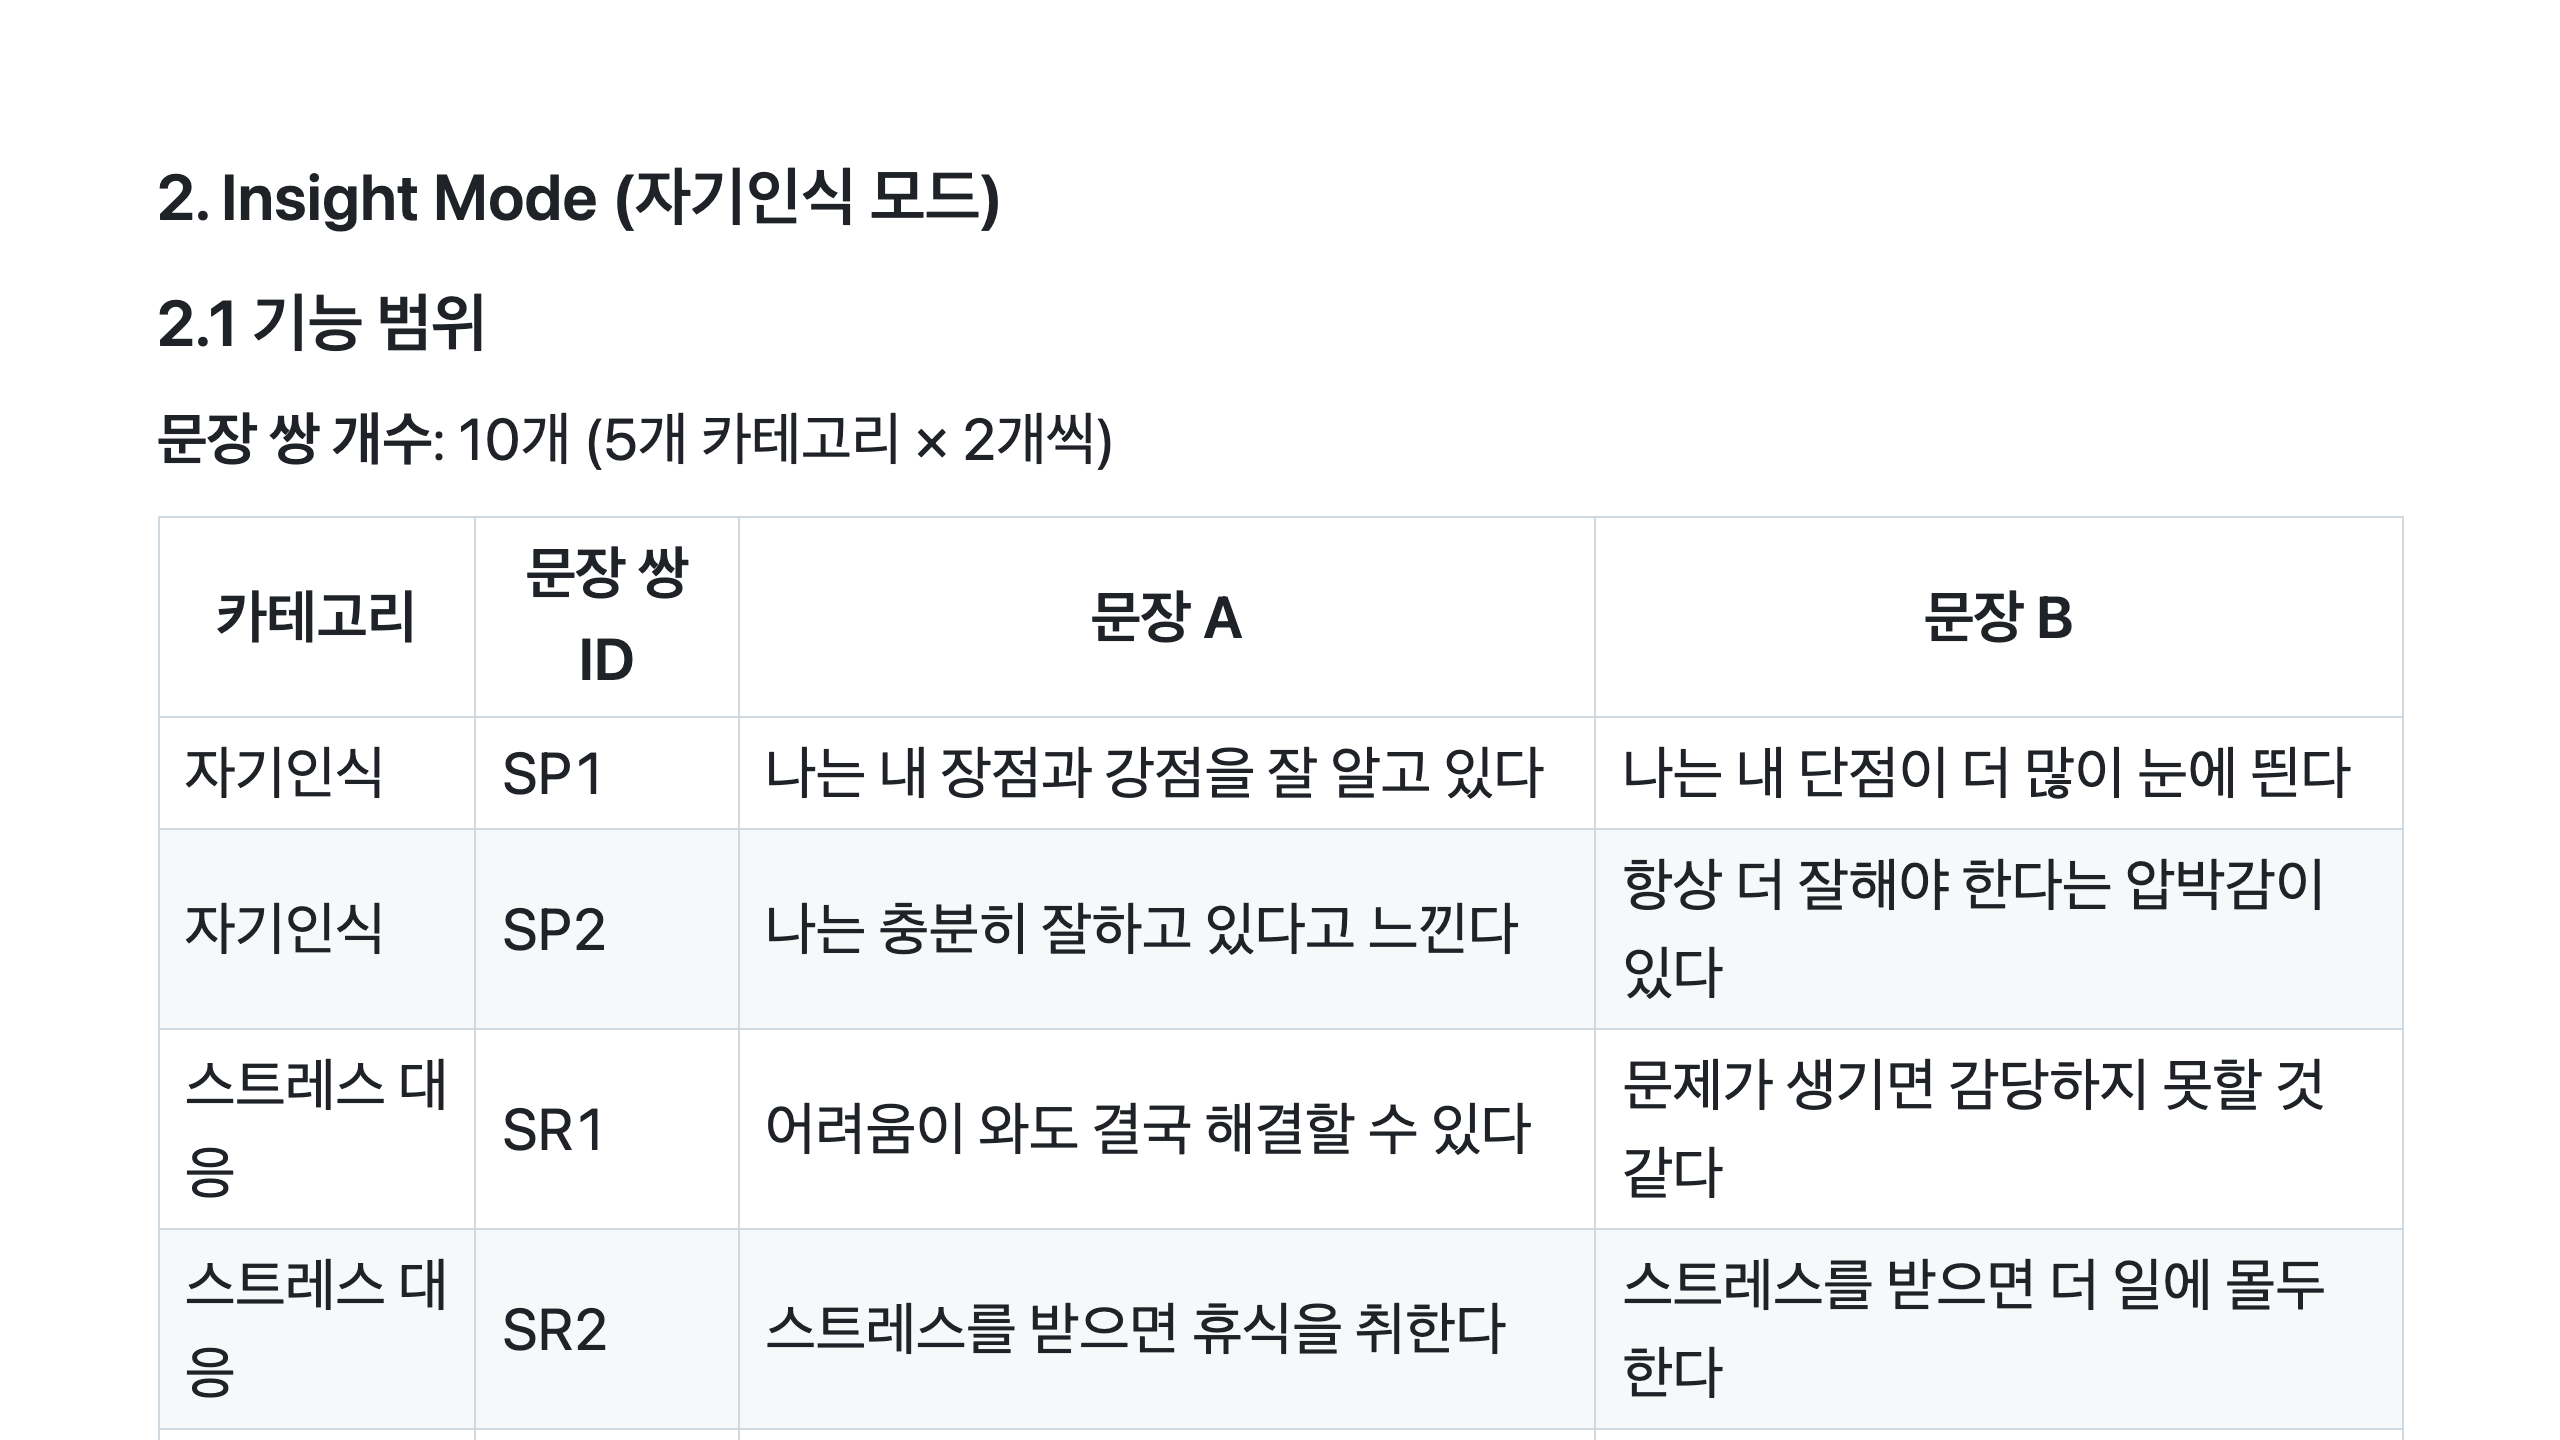 2. Insight Mode (자기인식 모드)
2.1 기능 범위
문장 쌍 개수: 10개 (5개 카테고리 × 2개씩)
카테고리 문장 쌍 ID 문장 A 문장 B
자기인식 SP1 나는 내 장점과 강점을 잘 알고 있다 나는 내 단점이 더 많이 눈에 띈다
자기인식 SP2 나는 충분히 잘하고 있다고 느낀다 항상 더 잘해야 한다는 압박감이 있다
스트레스 대응 SR1 어려움이 와도 결국 해결할 수 있다 문제가 생기면 감당하지 못할 것 같다
스트레스 대응 SR2 스트레스를 받으면 휴식을 취한다 스트레스를 받으면 더 일에 몰두한다